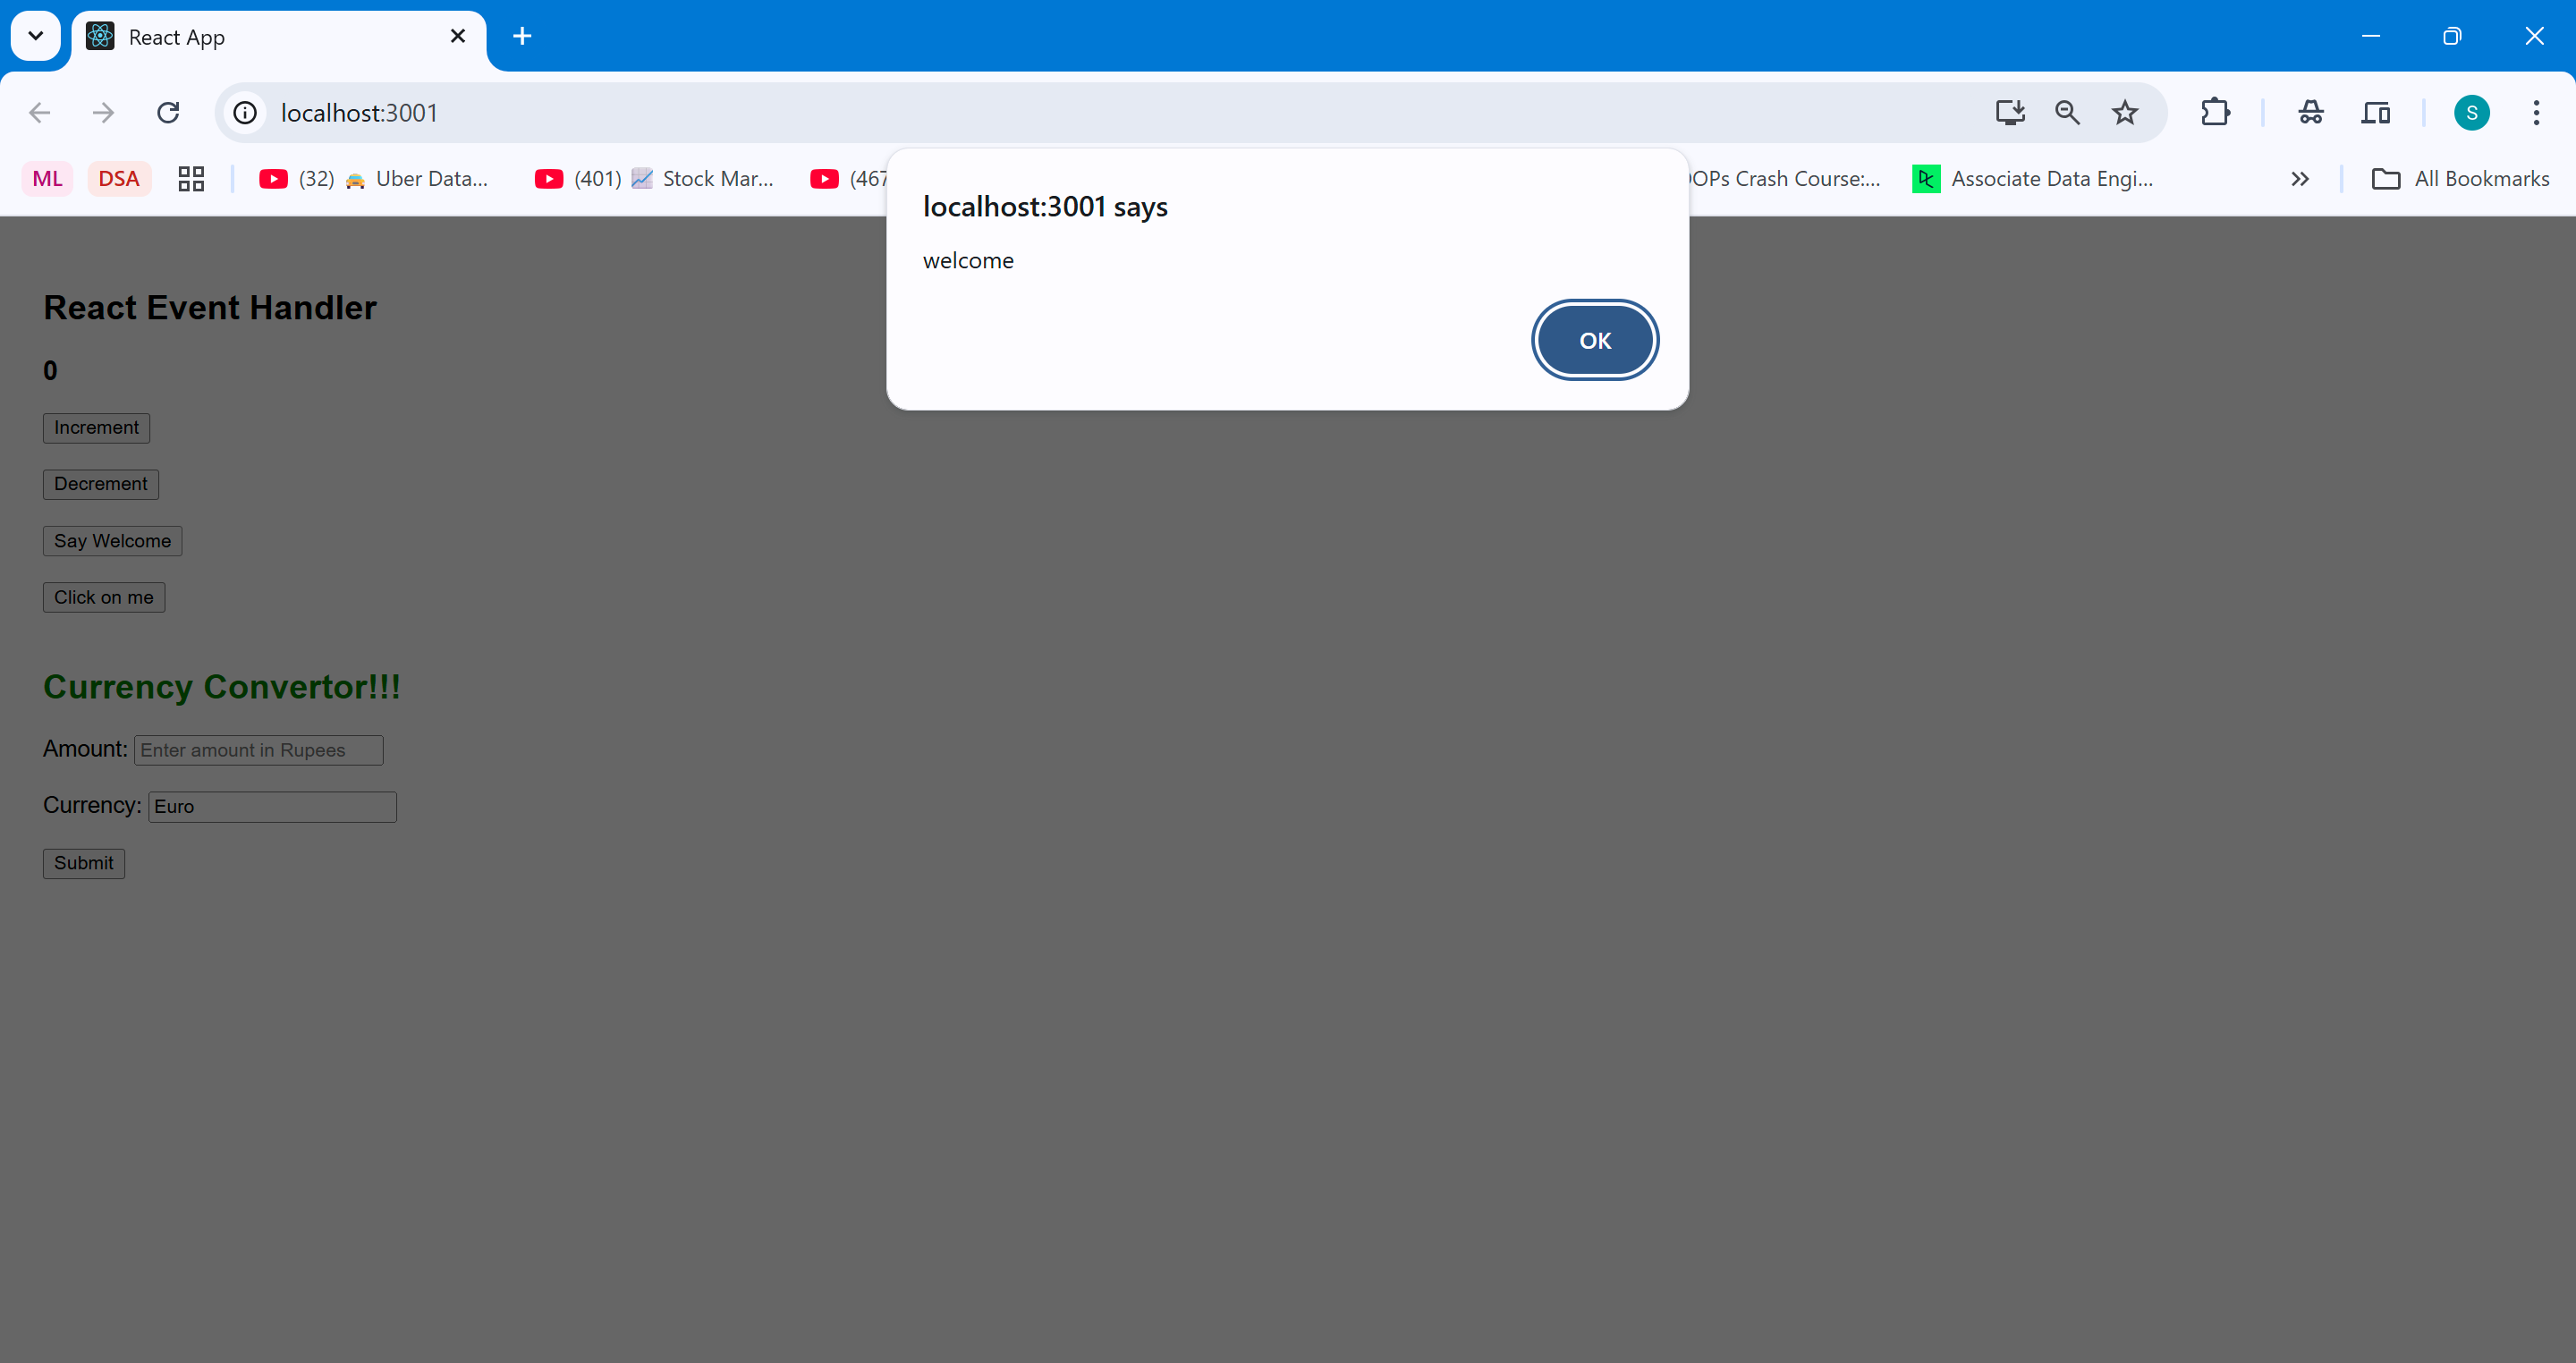 React App
localhost:3001
ML DSA (32) Uber Data... (401) Stock Mar... (467 OPs Crash Course:... Associate Data Engi... All Bookmarks
localhost:3001 says
welcome
OK
React Event Handler
0
Increment
Decrement
Say Welcome
Click on me
Currency Convertor!!!
Amount: Enter amount in Rupees
Currency: Euro
Submit
S